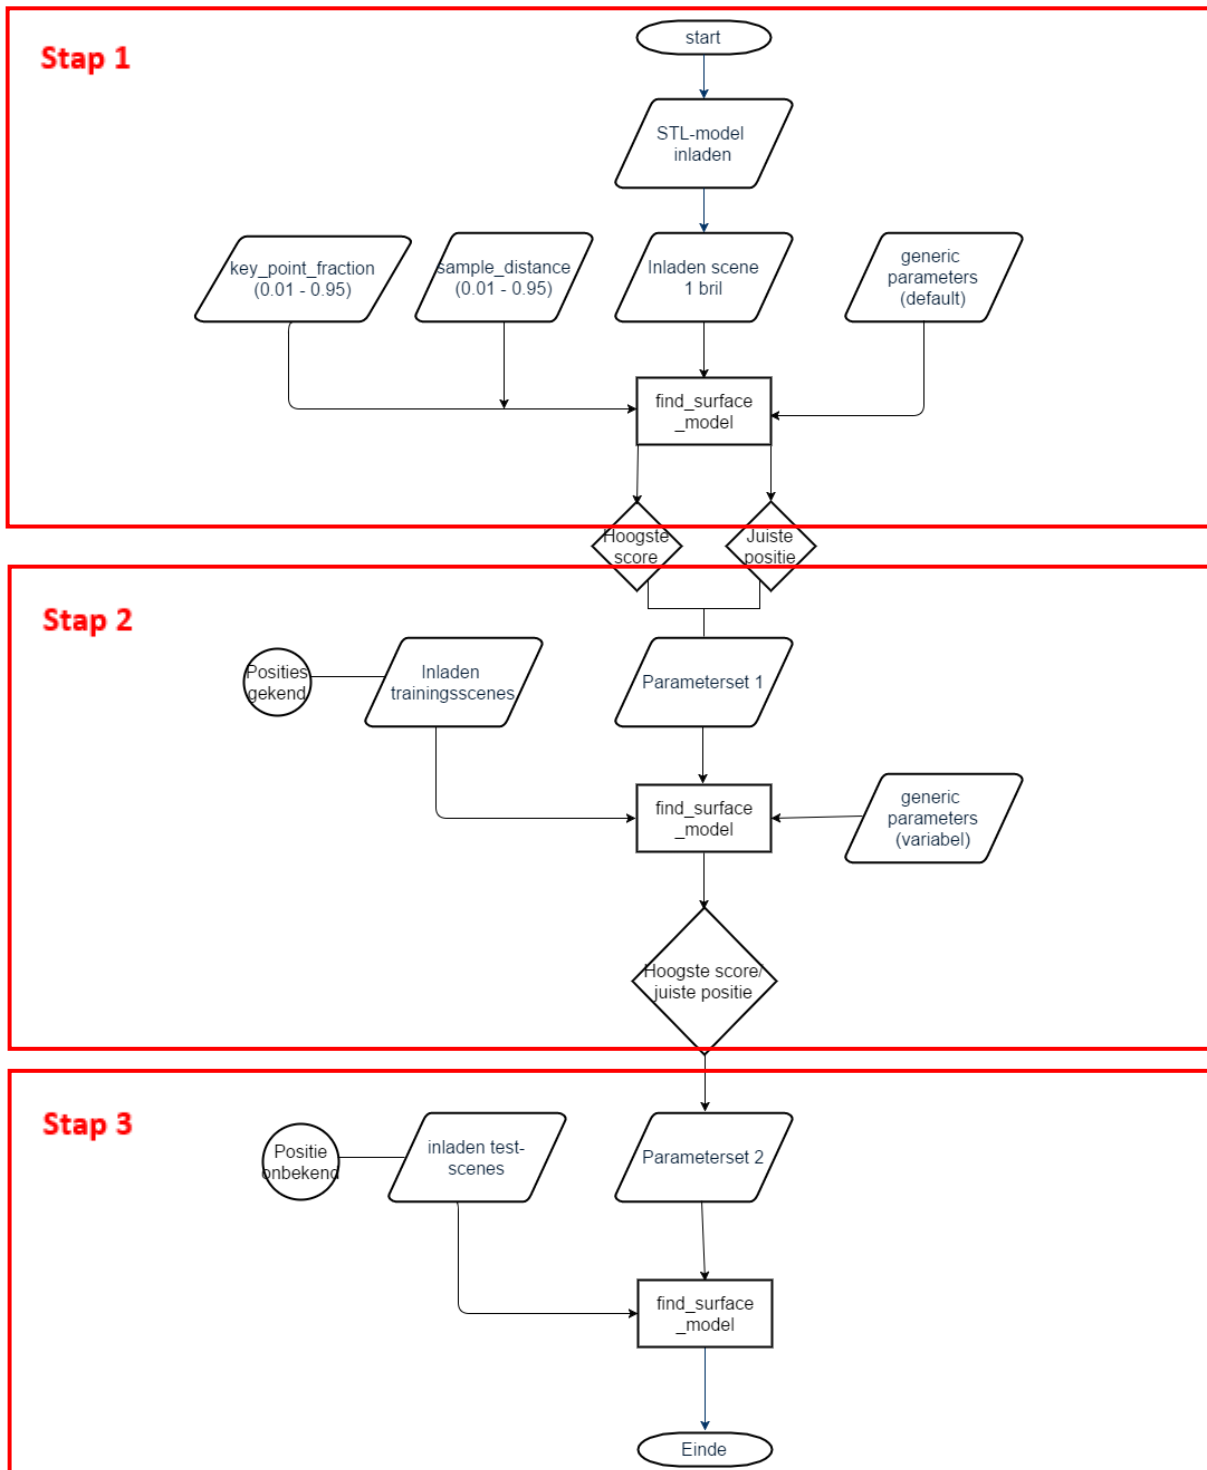 Stap 1
start
STL-model
inladen
key_point_fraction
(0.01 - 0.95)
sample_distance
(0.01 - 0.95)
Inladen scene
1 bril
generic
parameters
(default)
find_surface
_model
Hoogste
score
Juiste
positie
Stap 2
Posities
gekend
Inladen
trainingsscenes
Parameterset 1
find_surface
_model
generic
parameters
(variabel)
Hoogste score/
juiste positie
Stap 3
Positie
onbekend
inladen test-
scenes
Parameterset 2
find_surface
_model
Einde